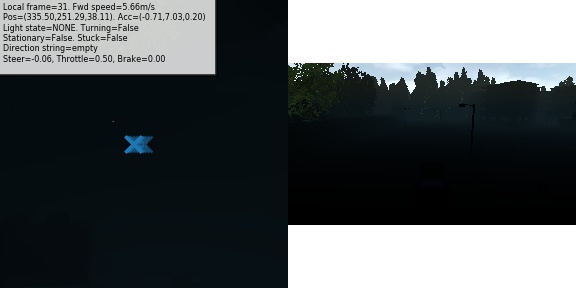 Local frame=31. Fwd speed=5.66m/s
Pos=(335.50,251.29,38.11). Acc=(-0.71,7.03,0.20)
Light state=NONE. Turning=False
Stationary=False. Stuck=False
Direction string=empty
Steer=-0.06, Throttle=0.50, Brake=0.00